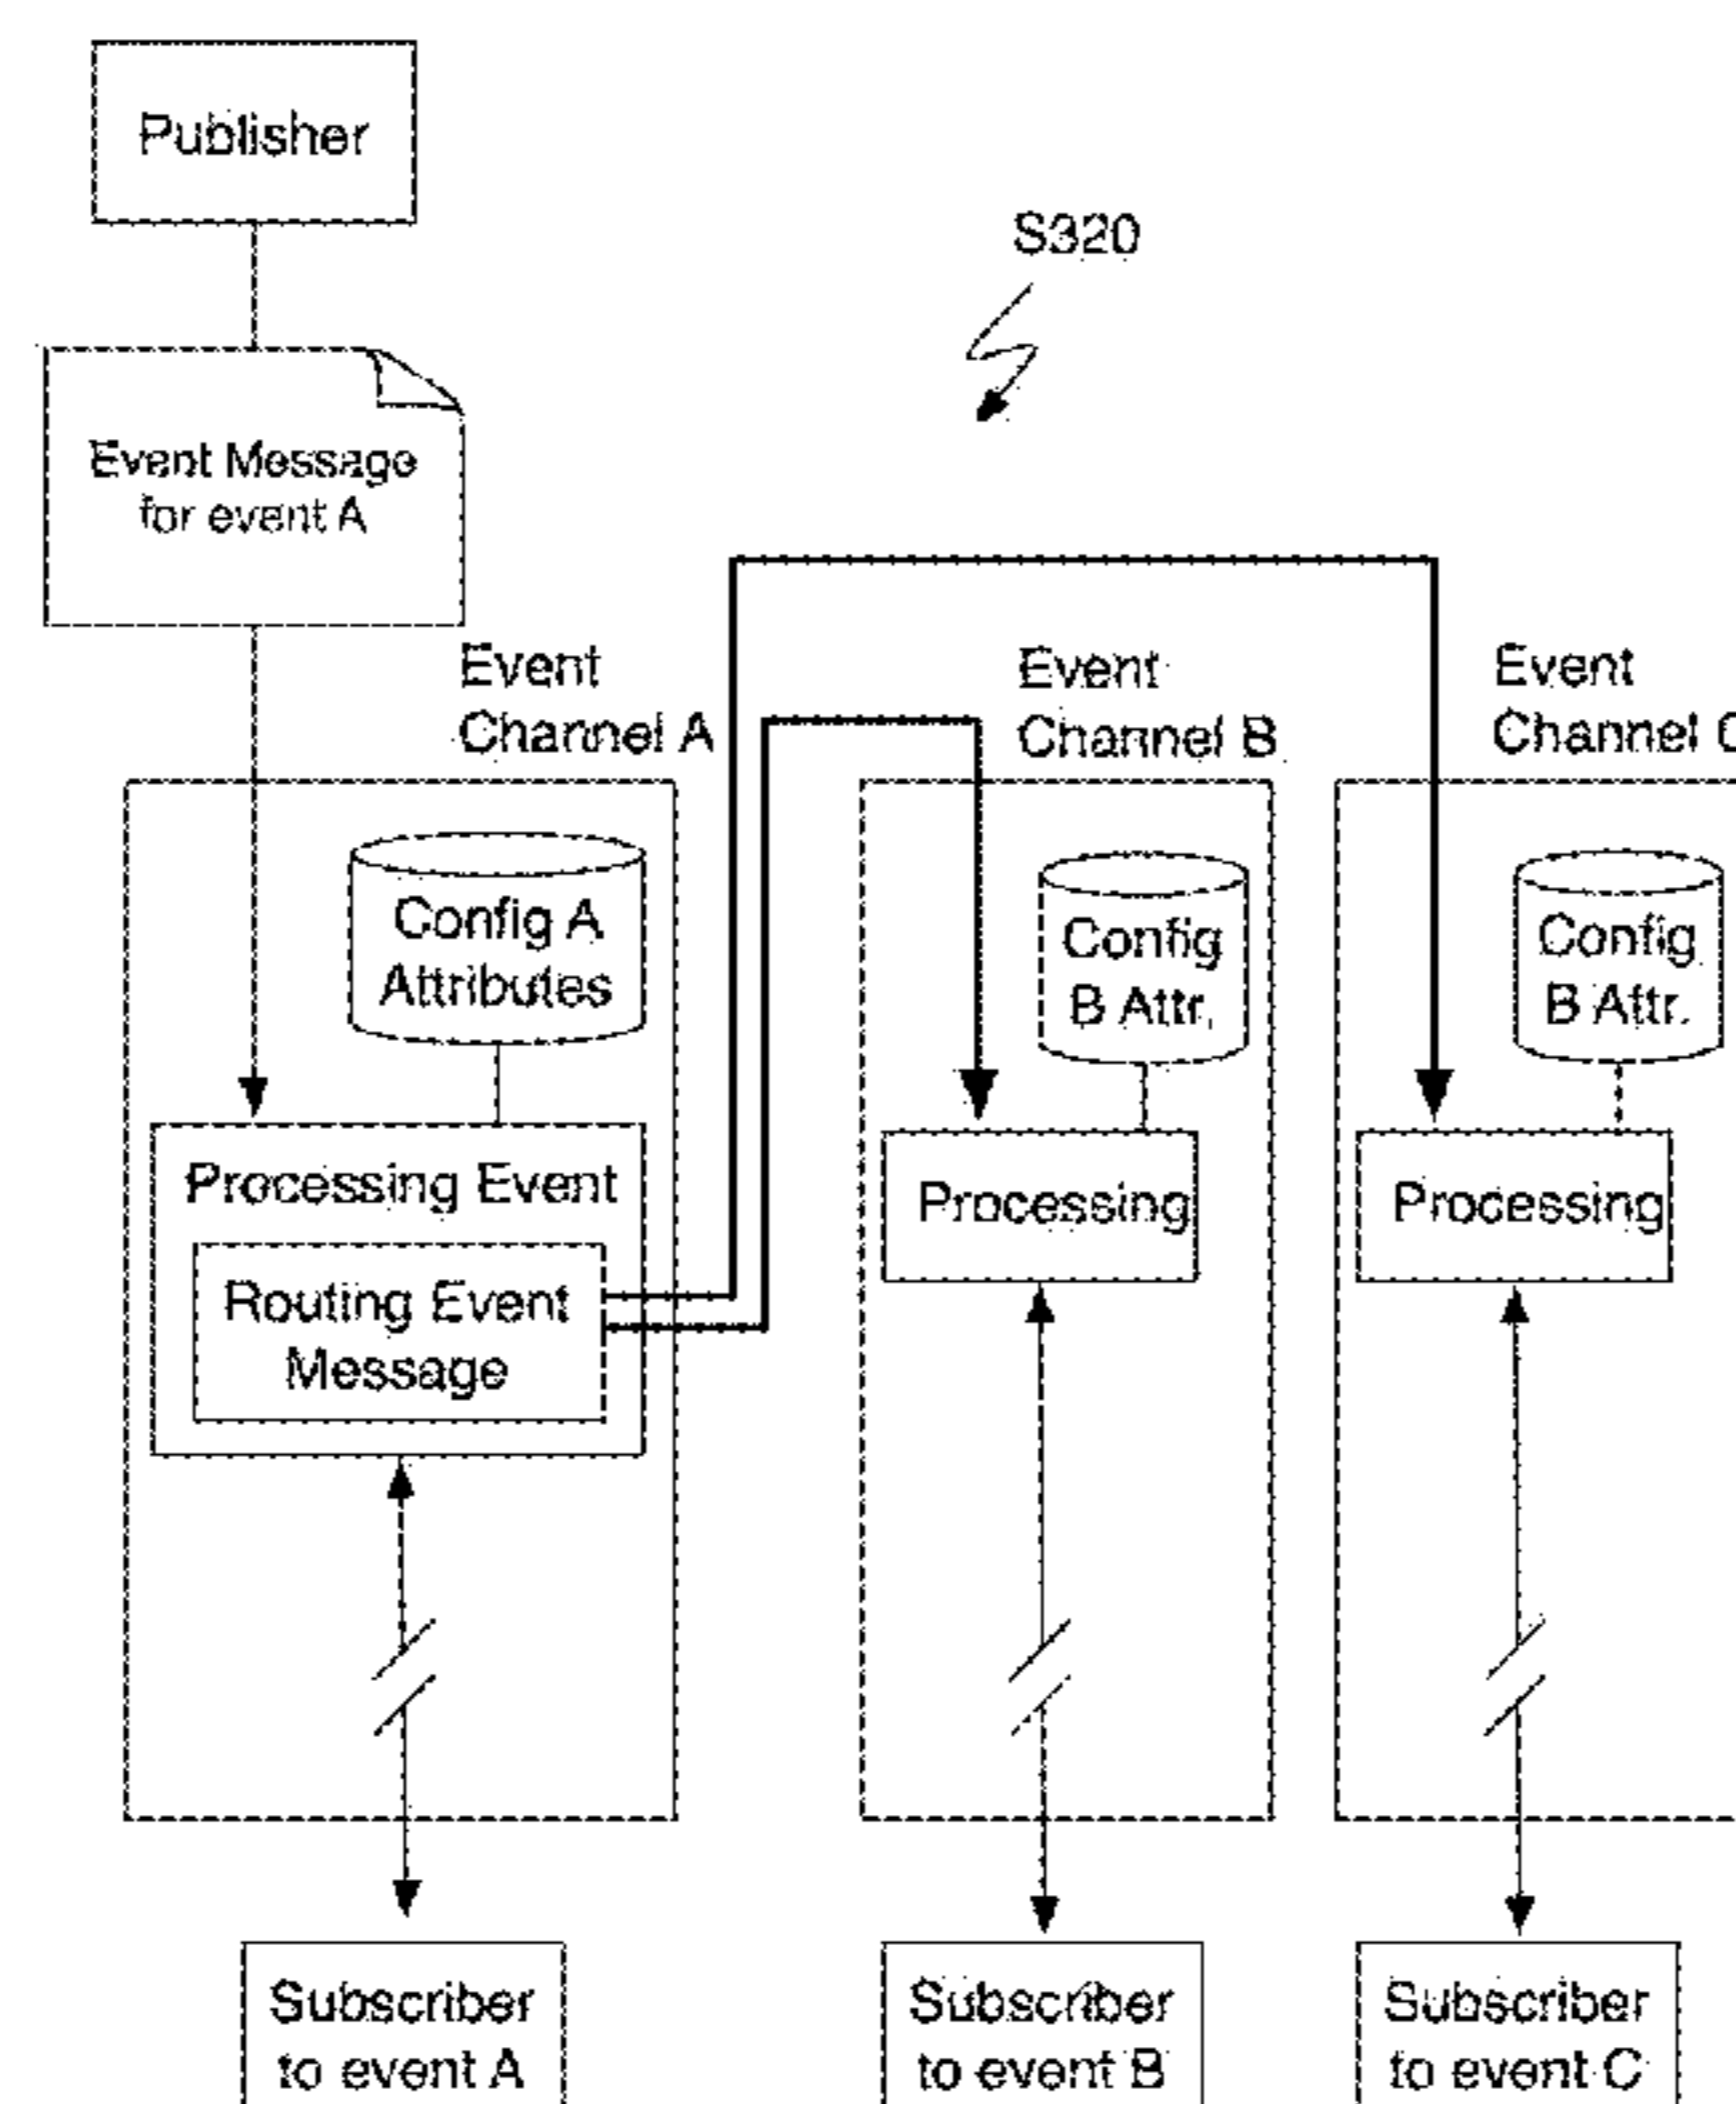 Publisher
S320
Event Message
for event A
Event
Channel A
Event
Channel B
Event
Channel C
Config A
Attributes
Config
B Attr.
Config
B Attr.
Processing Event
Routing Event
Message
Processing
Processing
Subscriber
to event A
Subscriber
to event B
Subscriber
to event C